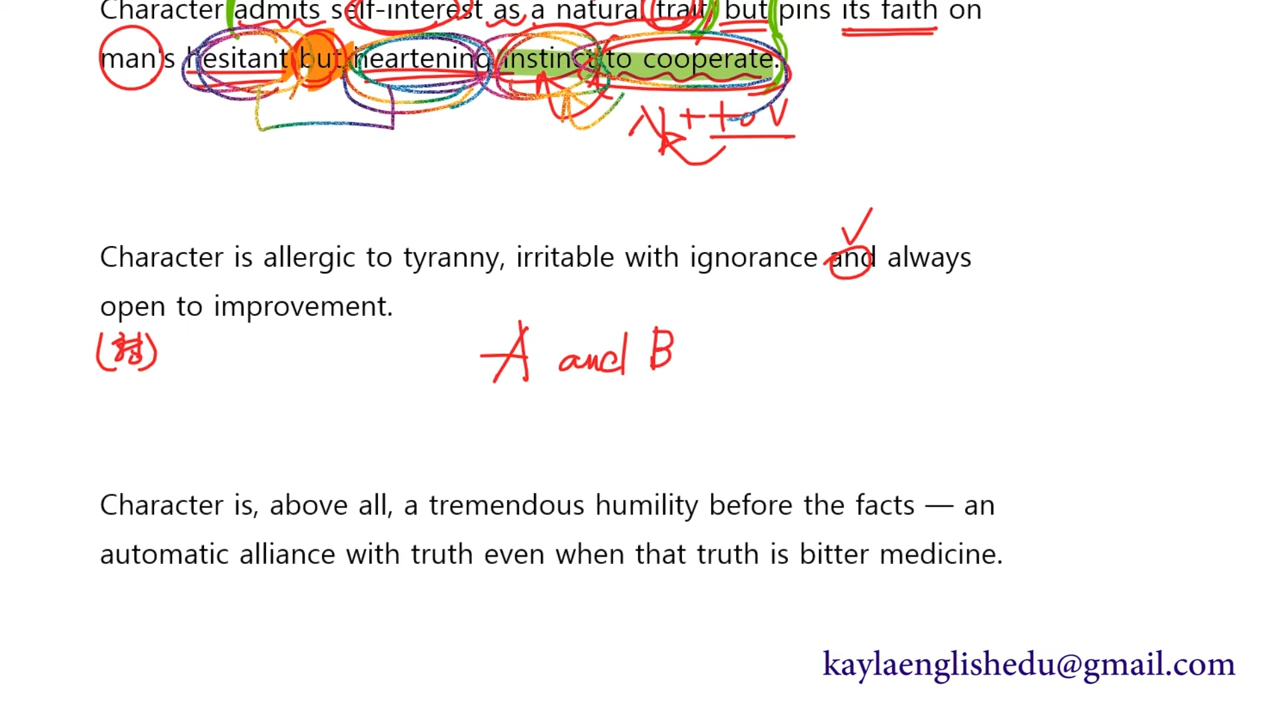 Character admits self-interest as a natural trait, but pins its faith on
man's hesitant but heartening instinct to cooperate.
N + to V
Character is allergic to tyranny, irritable with ignorance and always
open to improvement.
(형)
A and B
Character is, above all, a tremendous humility before the facts — an
automatic alliance with truth even when that truth is bitter medicine.
kaylaenglishedu@gmail.com